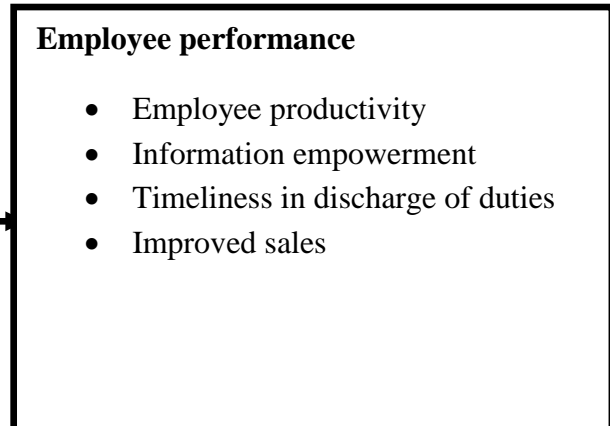 Employee performance
• Employee productivity
• Information empowerment
• Timeliness in discharge of duties
• Improved sales